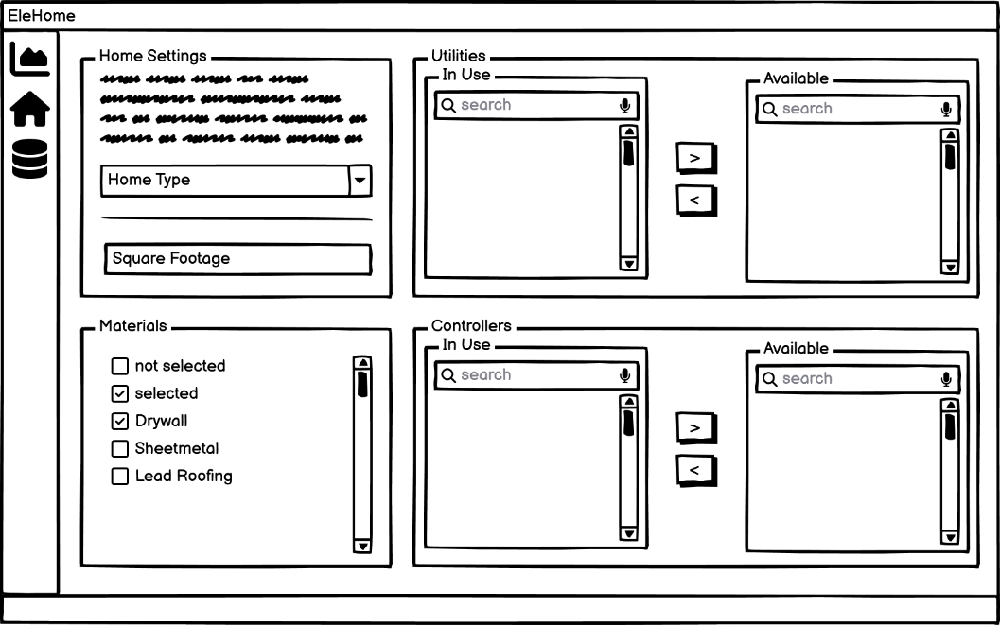 EleHome
Home Settings
Home Type
Square Footage
Utilities
In Use
search
>
<
Available
search
Materials
not selected
selected
Drywall
Sheetmetal
Lead Roofing
Controllers
In Use
search
>
<
Available
search